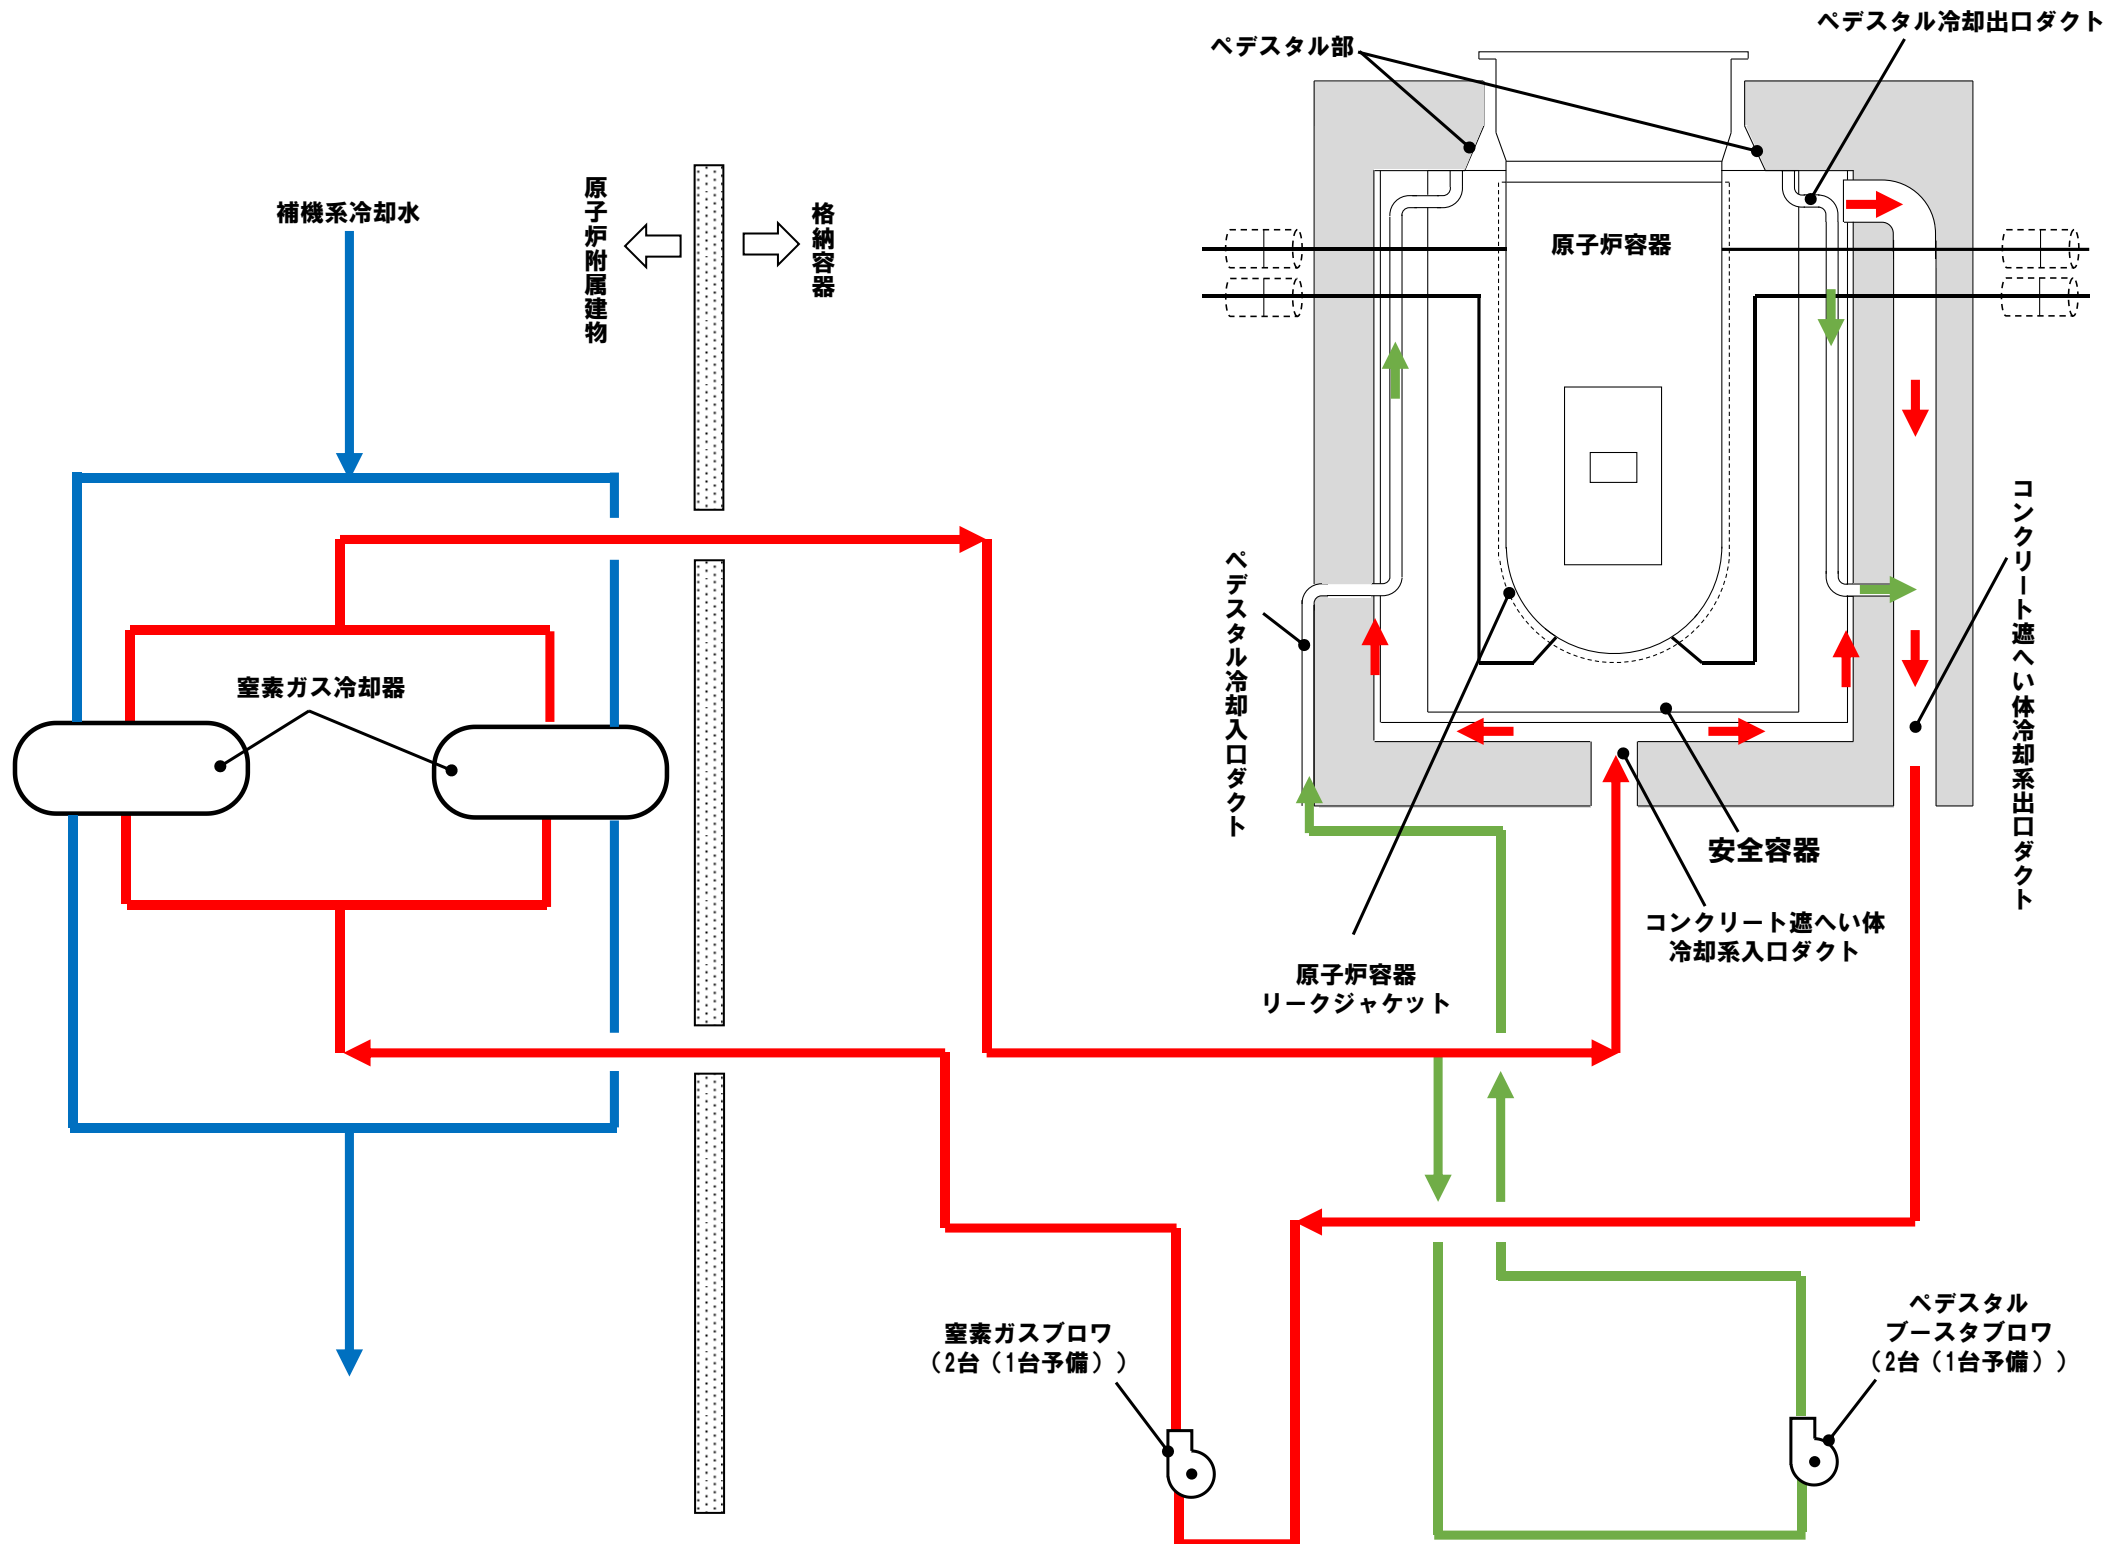 ペデスタル冷却出口ダクト
ペデスタル部
原子炉附属建物
格納容器
補機系冷却水
原子炉容器
コンクリート遮へい体冷却系出口ダクト
ペデスタル冷却入口ダクト
窒素ガス冷却器
安全容器
コンクリート遮へい体
冷却系入口ダクト
原子炉容器
リークジャケット
窒素ガスブロワ
（2台（1台予備））
ペデスタル
ブースタブロワ
（2台（1台予備））